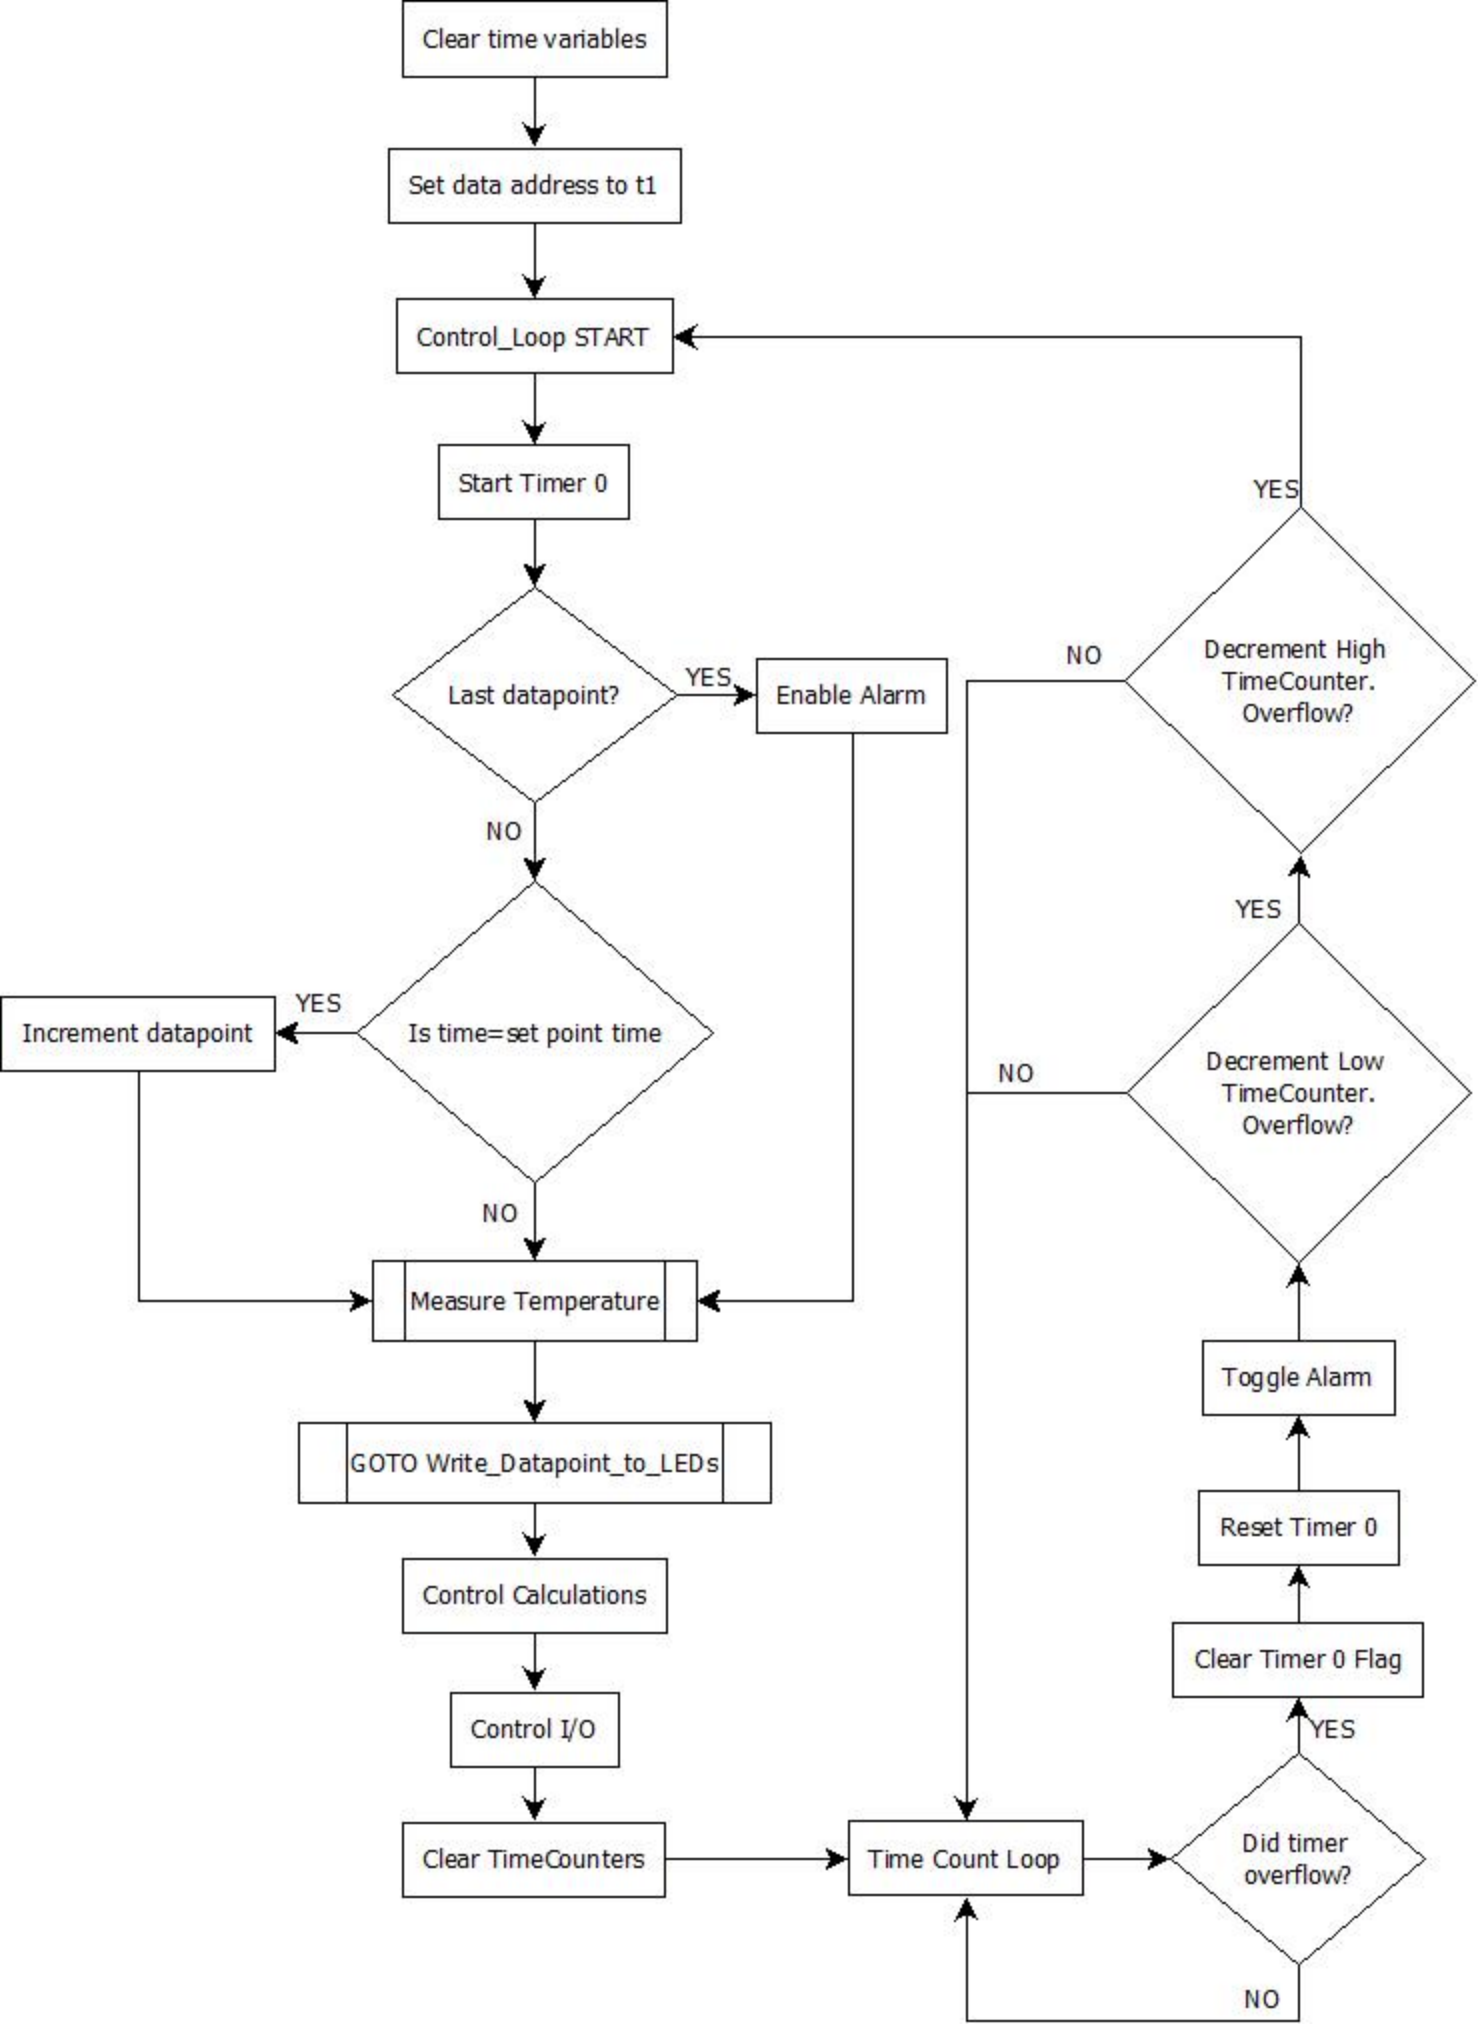 Clear time variables
Set data address to t1
Control_Loop START
Start Timer 0
YES
Last datapoint?
YES
Enable Alarm
NO
Decrement High
TimeCounter.
Overflow?
NO
YES
Increment datapoint
YES
Is time=set point time
NO
Decrement Low
TimeCounter.
Overflow?
NO
Measure Temperature
Toggle Alarm
GOTO Write_Datapoint_to_LEDs
Reset Timer 0
Control Calculations
Clear Timer 0 Flag
Control I/O
YES
Clear TimeCounters
Time Count Loop
Did timer
overflow?
NO